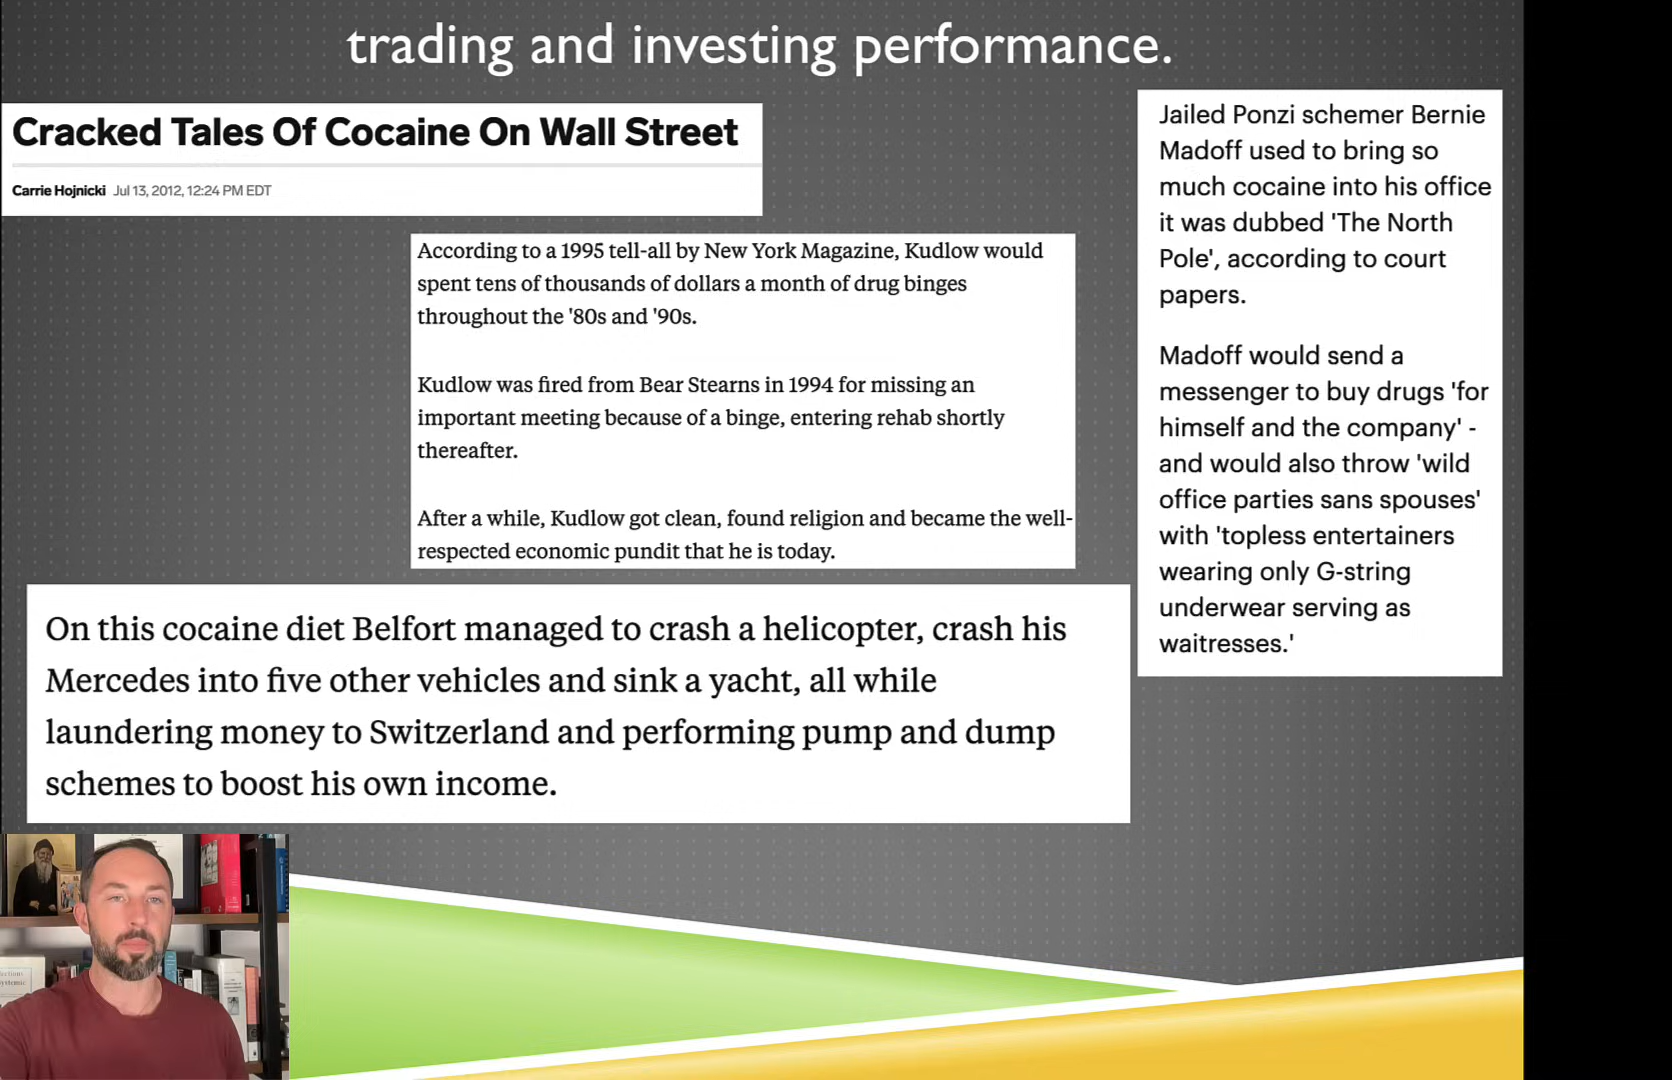 trading and investing performance.
Cracked Tales Of Cocaine On Wall Street
Carrie Hojnicki Jul 13, 2012, 12:24 PM EDT
According to a 1995 tell-all by New York Magazine, Kudlow would
spent tens of thousands of dollars a month of drug binges
throughout the '80s and '90s.
Kudlow was fired from Bear Stearns in 1994 for missing an
important meeting because of a binge, entering rehab shortly
thereafter.
After a while, Kudlow got clean, found religion and became the well-
respected economic pundit that he is today.
On this cocaine diet Belfort managed to crash a helicopter, crash his
Mercedes into five other vehicles and sink a yacht, all while
laundering money to Switzerland and performing pump and dump
schemes to boost his own income.
Jailed Ponzi schemer Bernie
Madoff used to bring so
much cocaine into his office
it was dubbed 'The North
Pole', according to court
papers.
Madoff would send a
messenger to buy drugs 'for
himself and the company' -
and would also throw 'wild
office parties sans spouses'
with 'topless entertainers
wearing only G-string
underwear serving as
waitresses.'